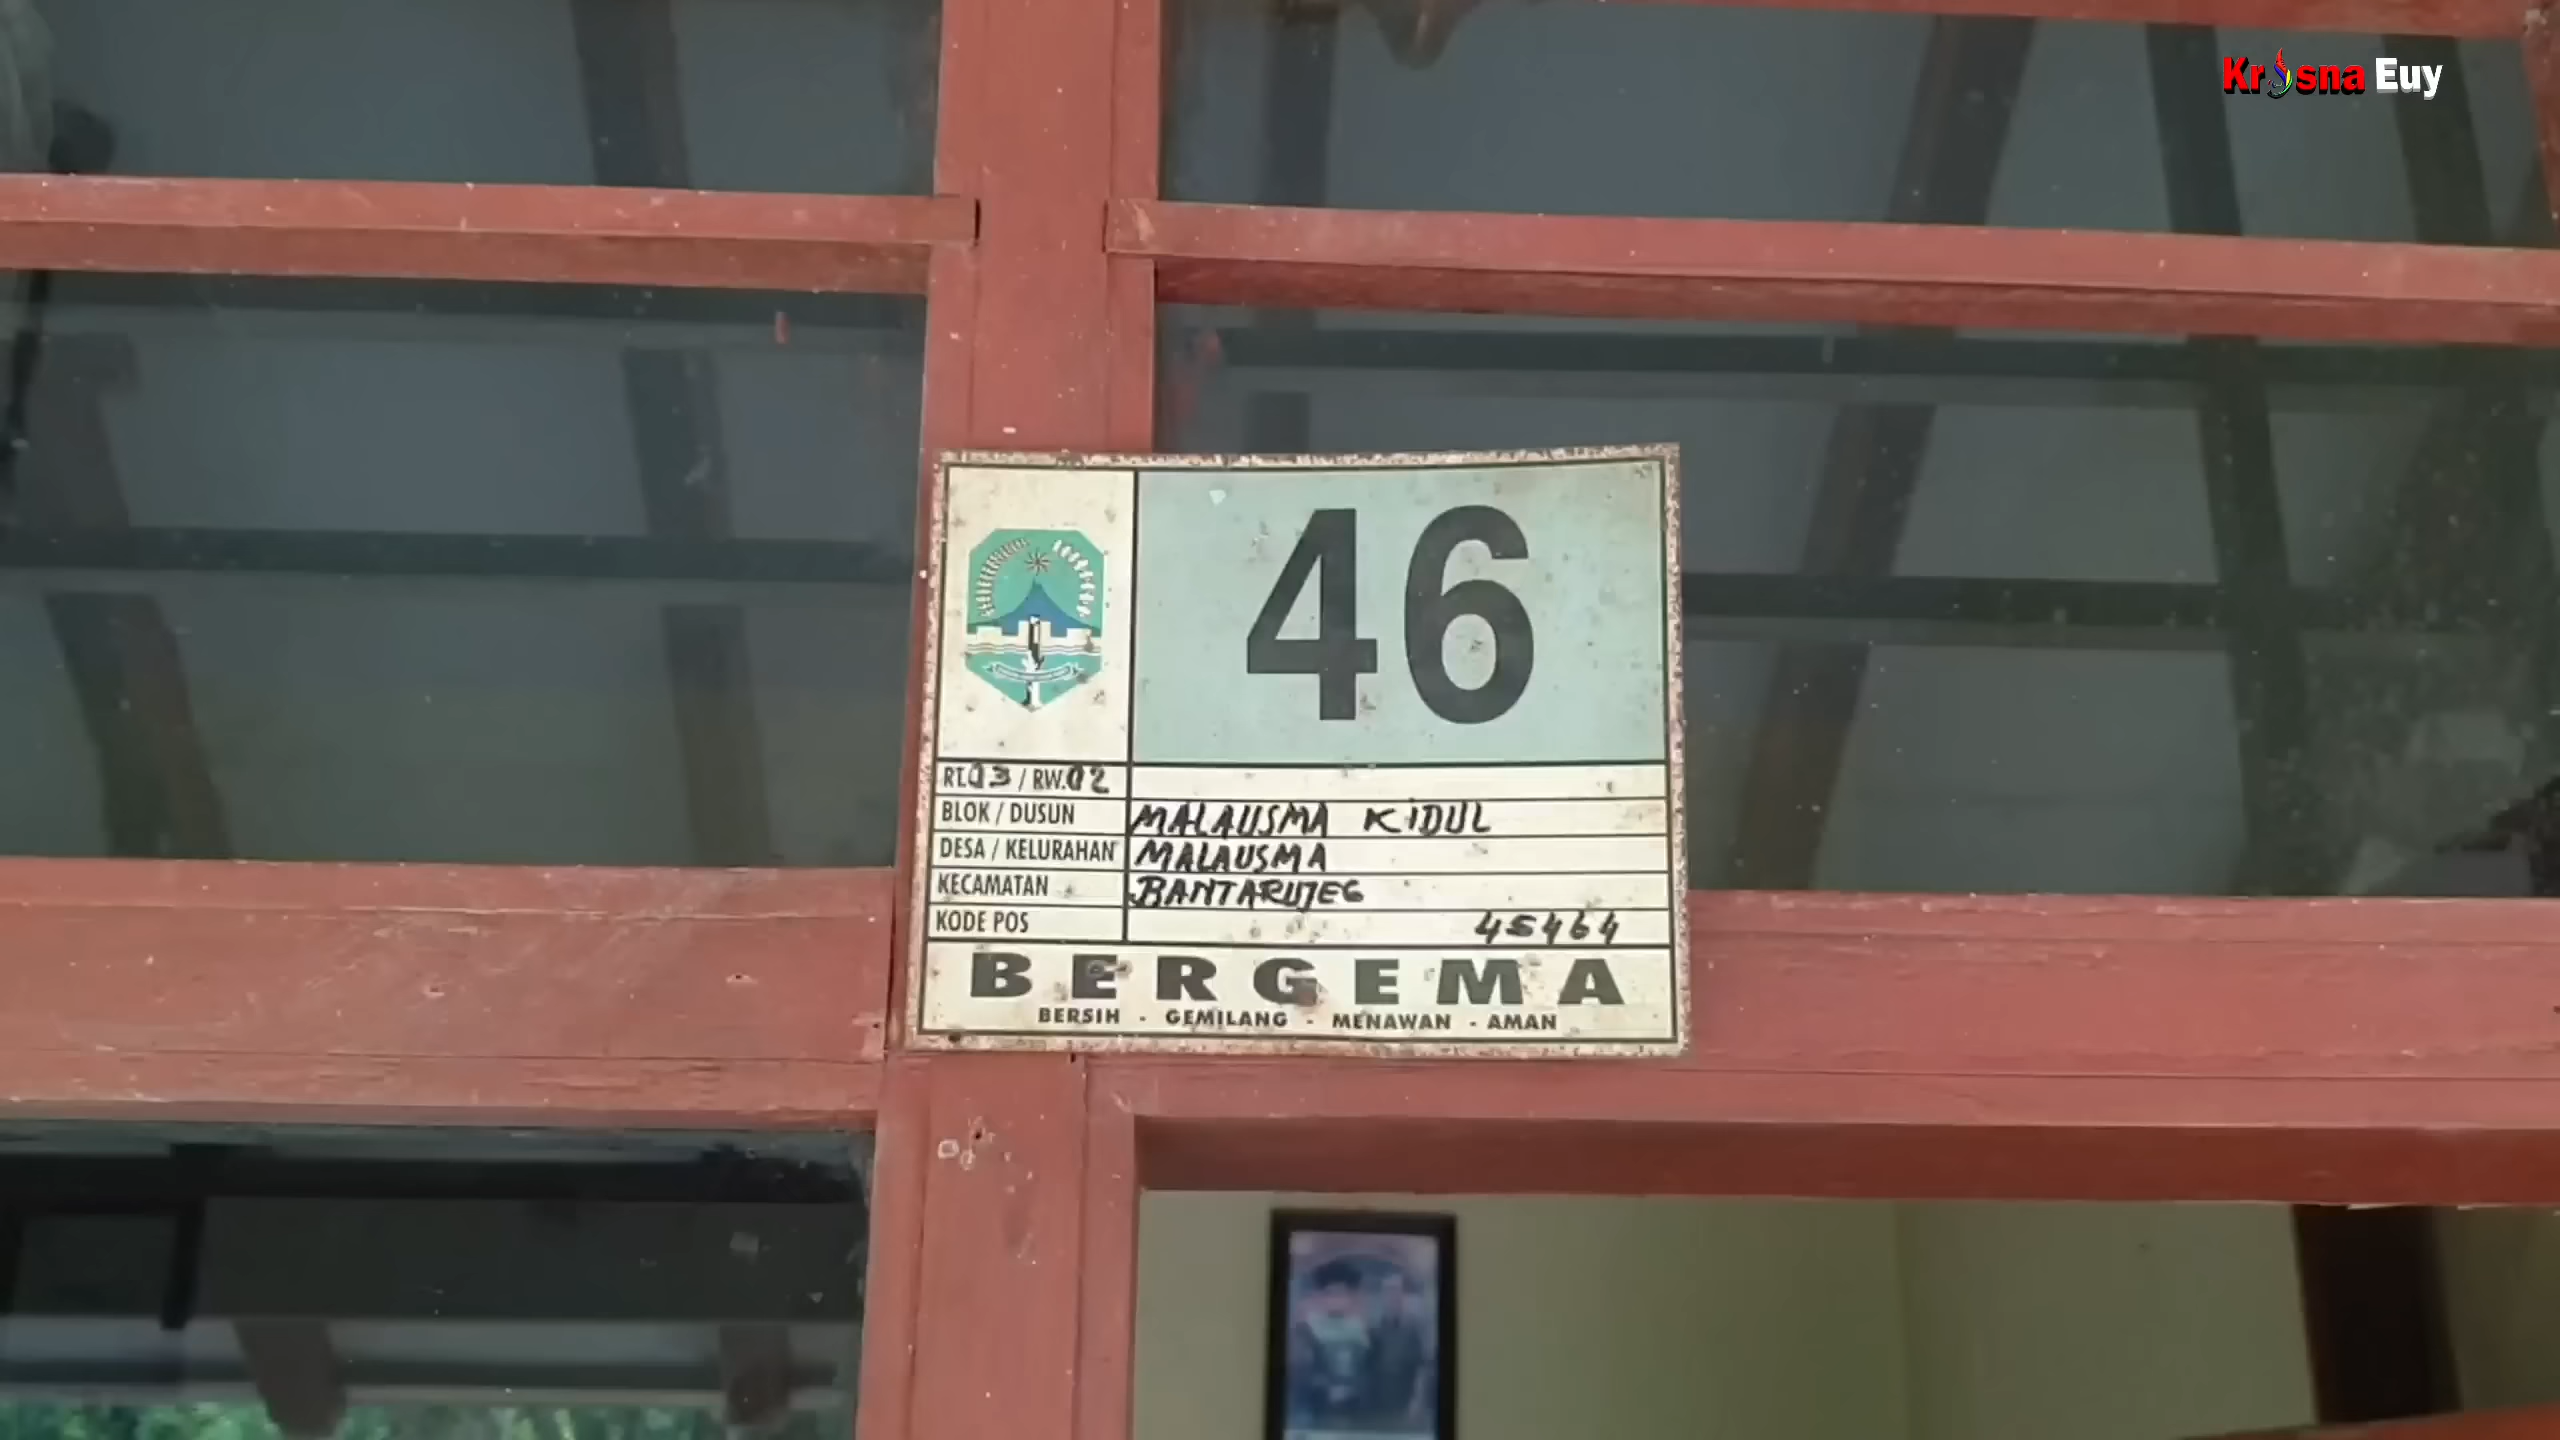 Krisna Euy
46
RT.03 / RW.02
BLOK / DUSUN MALAUSMA KIDUL
DESA / KELURAHAN MALAUSMA
KECAMATAN BANTARUJEG
KODE POS 45464
BERGEMA
BERSIH - GEMILANG - MENAWAN - AMAN